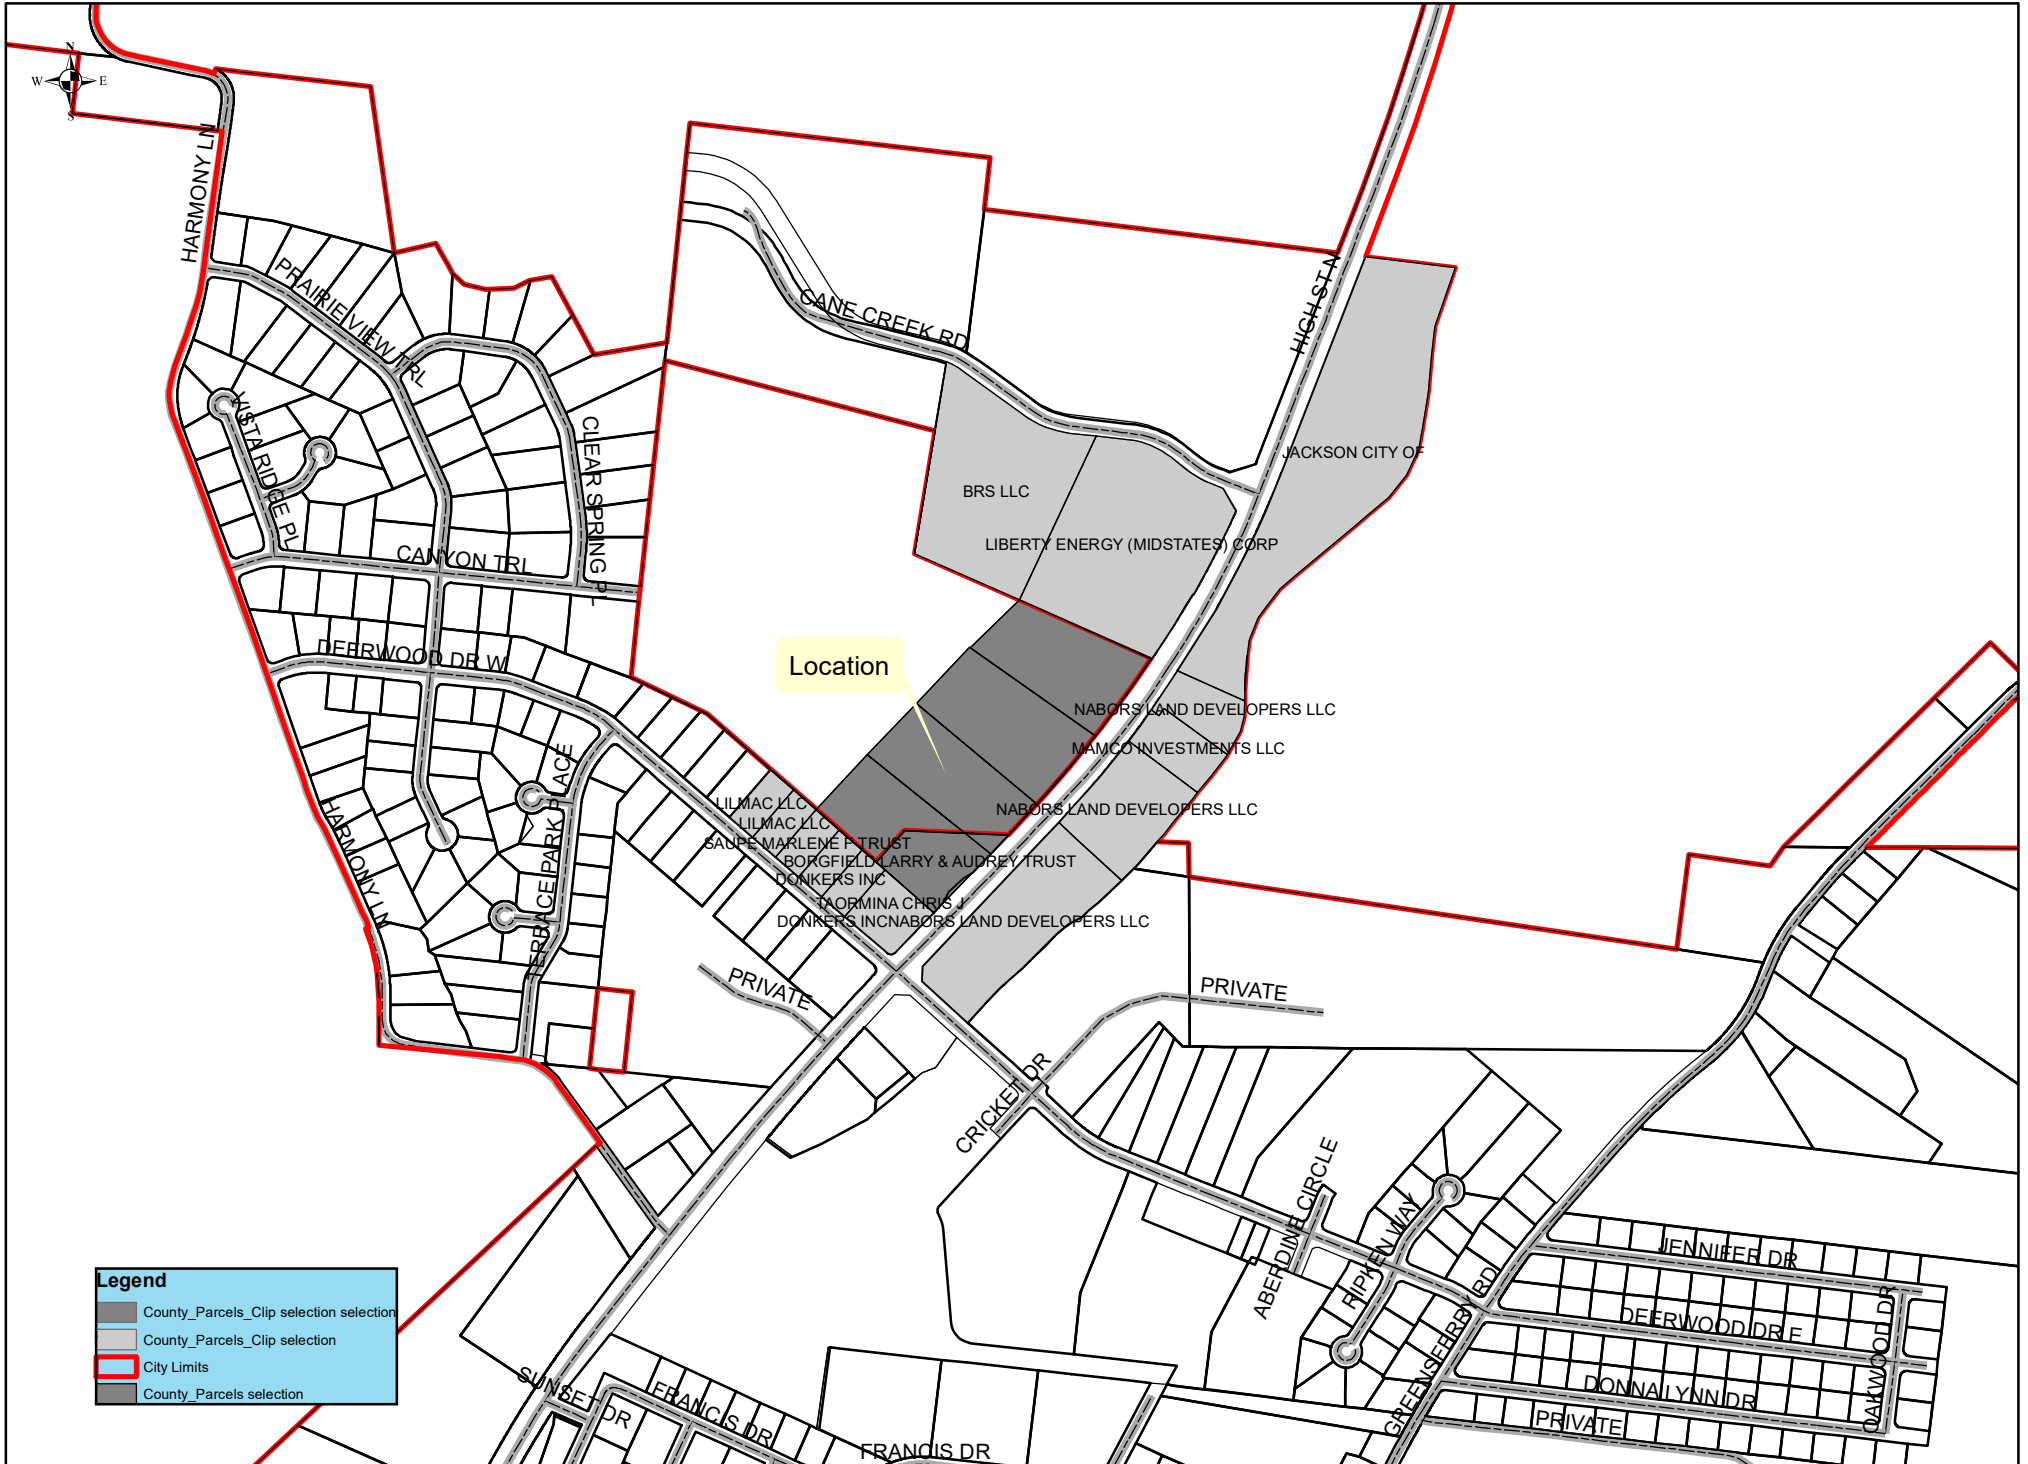 N
W E
S
HARMONY LN
PRAIRIE VIEW TRL
CANE CREEK RD
HIGH ST N
VISTA RIDGE PL
CLEAR SPRING PL
JACKSON CITY OF
BRS LLC
LIBERTY ENERGY (MIDSTATES) CORP
CANYON TRL
DEERWOOD DR W
Location
NABORS LAND DEVELOPERS LLC
MAMCO INVESTMENTS LLC
NABORS LAND DEVELOPERS LLC
LILMAC LLC
LILMAC LLC
SAUPE MARLENE F TRUST
BORGFIELD LARRY & AUDREY TRUST
DONKERS INC
TAORMINA CHRIS J
DONKERS INCNABORS LAND DEVELOPERS LLC
HARMONY LN
TERRACE PARK PLACE
PRIVATE
PRIVATE
CRICKET DR
ABERDINE CIRCLE
RIPKEN WAY
GREENSFERRY RD
JENNIFER DR
DEERWOOD DR E
DONNA LYNN DR
OAKWOOD DR
PRIVATE
SUNSET DR
FRANCIS DR
FRANCIS DR
Legend
County_Parcels_Clip selection selection
County_Parcels_Clip selection
City Limits
County_Parcels selection